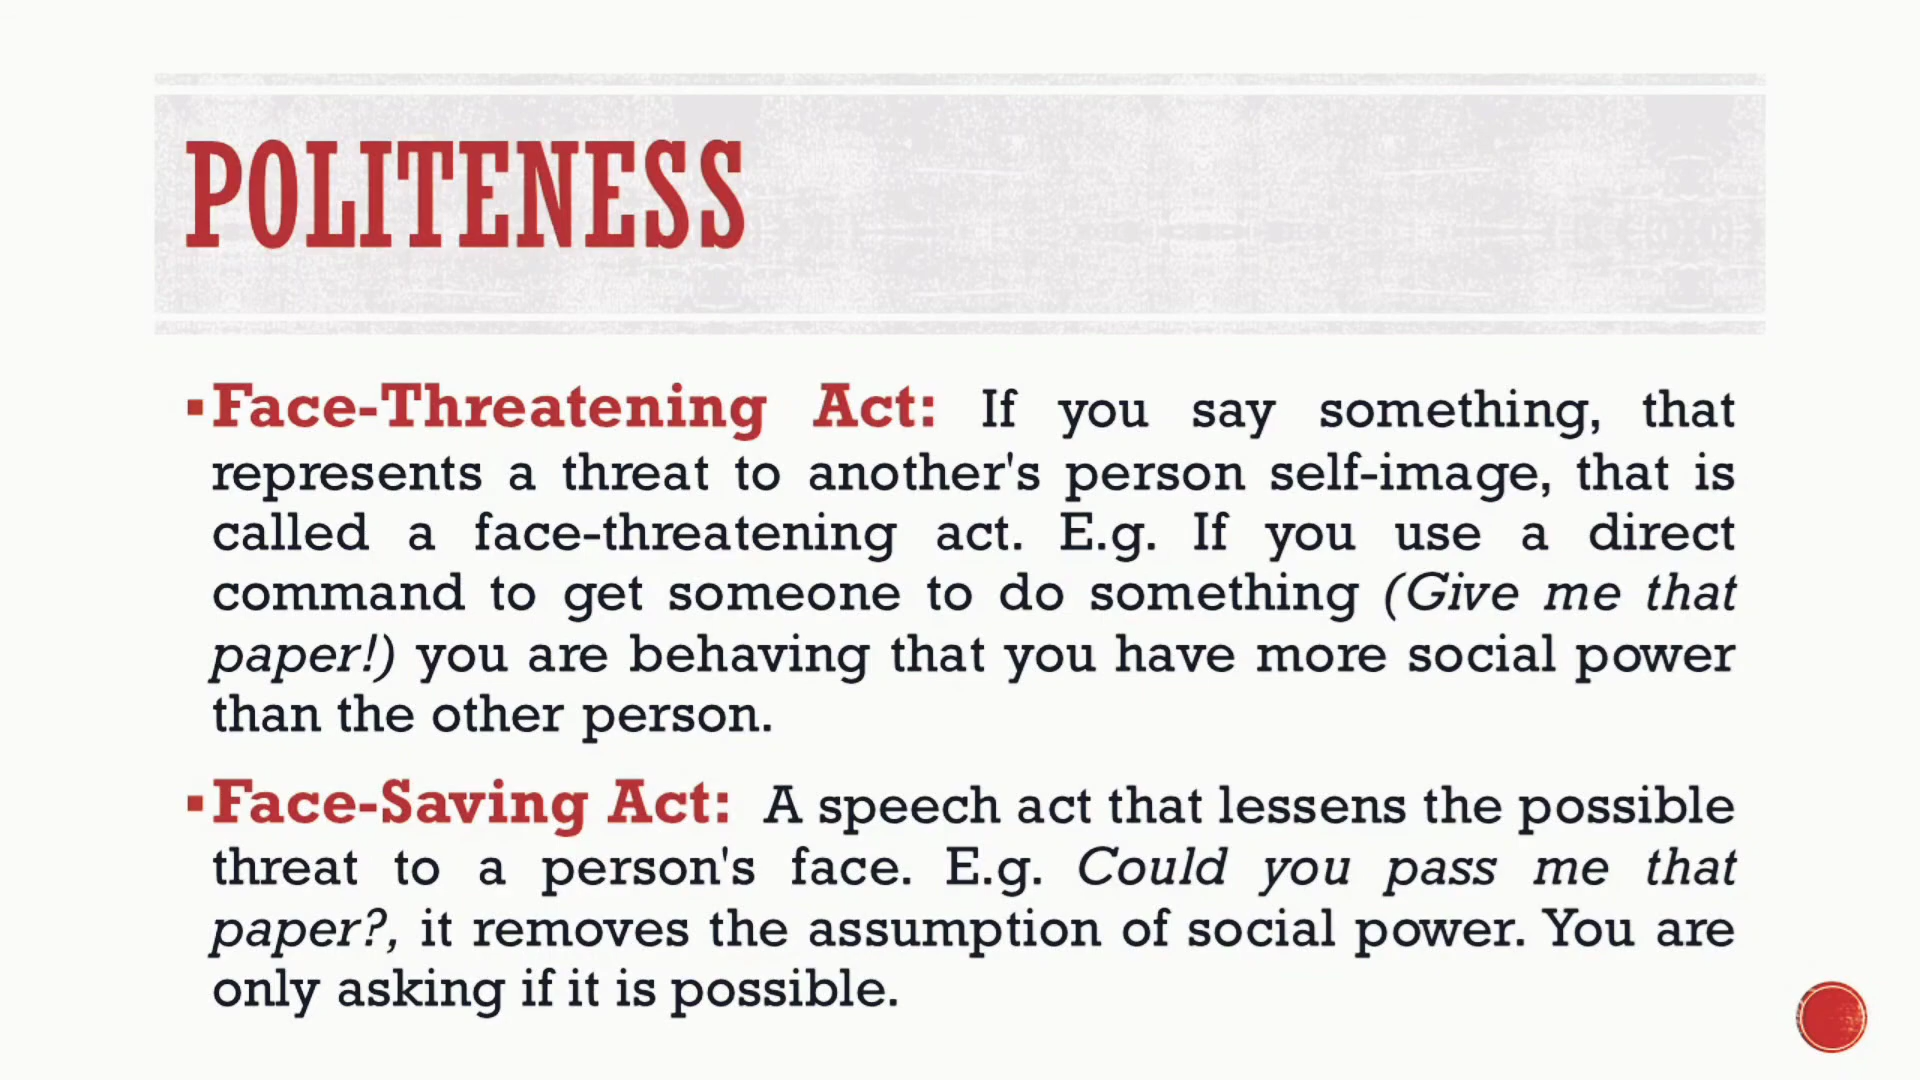 POLITENESS
▪Face-Threatening Act: If you say something, that
represents a threat to another's person self-image, that is
called a face-threatening act. E.g. If you use a direct
command to get someone to do something (Give me that
paper!) you are behaving that you have more social power
than the other person.
▪Face-Saving Act: A speech act that lessens the possible
threat to a person's face. E.g. Could you pass me that
paper?, it removes the assumption of social power. You are
only asking if it is possible.